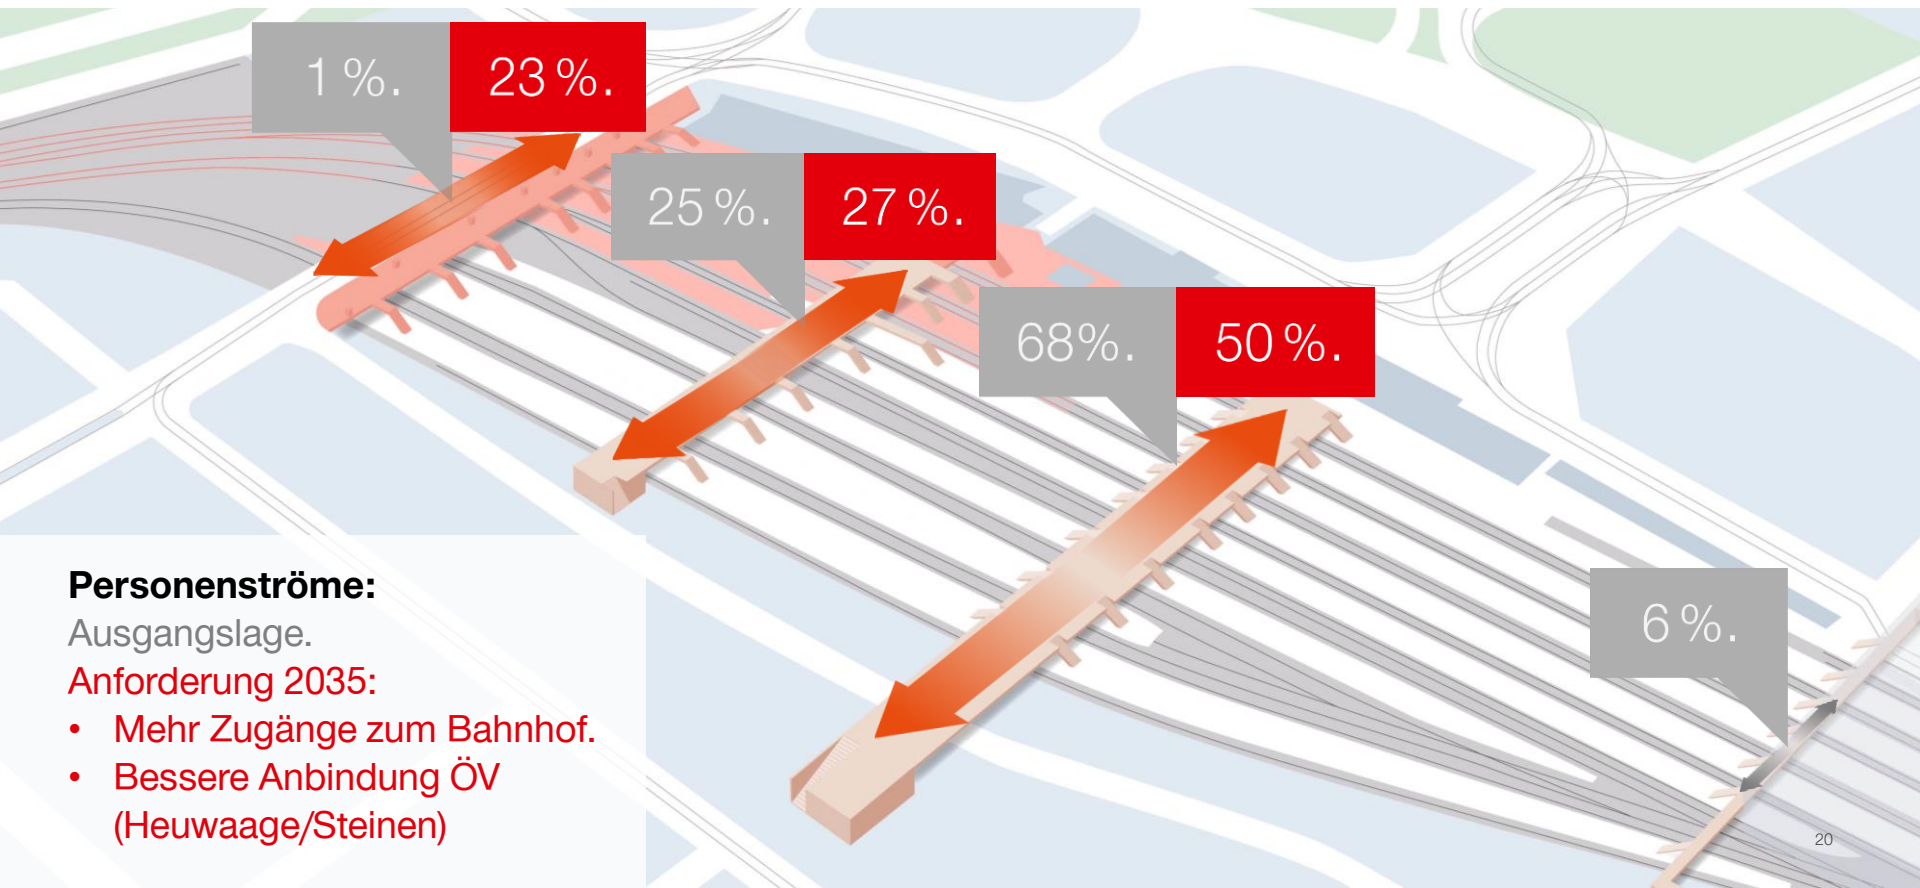 1 %.
23 %.
25 %.
27 %.
68%.
50 %.
6 %.
Personenströme:
Ausgangslage.
Anforderung 2035:
• Mehr Zugänge zum Bahnhof.
• Bessere Anbindung ÖV
(Heuwaage/Steinen)
20